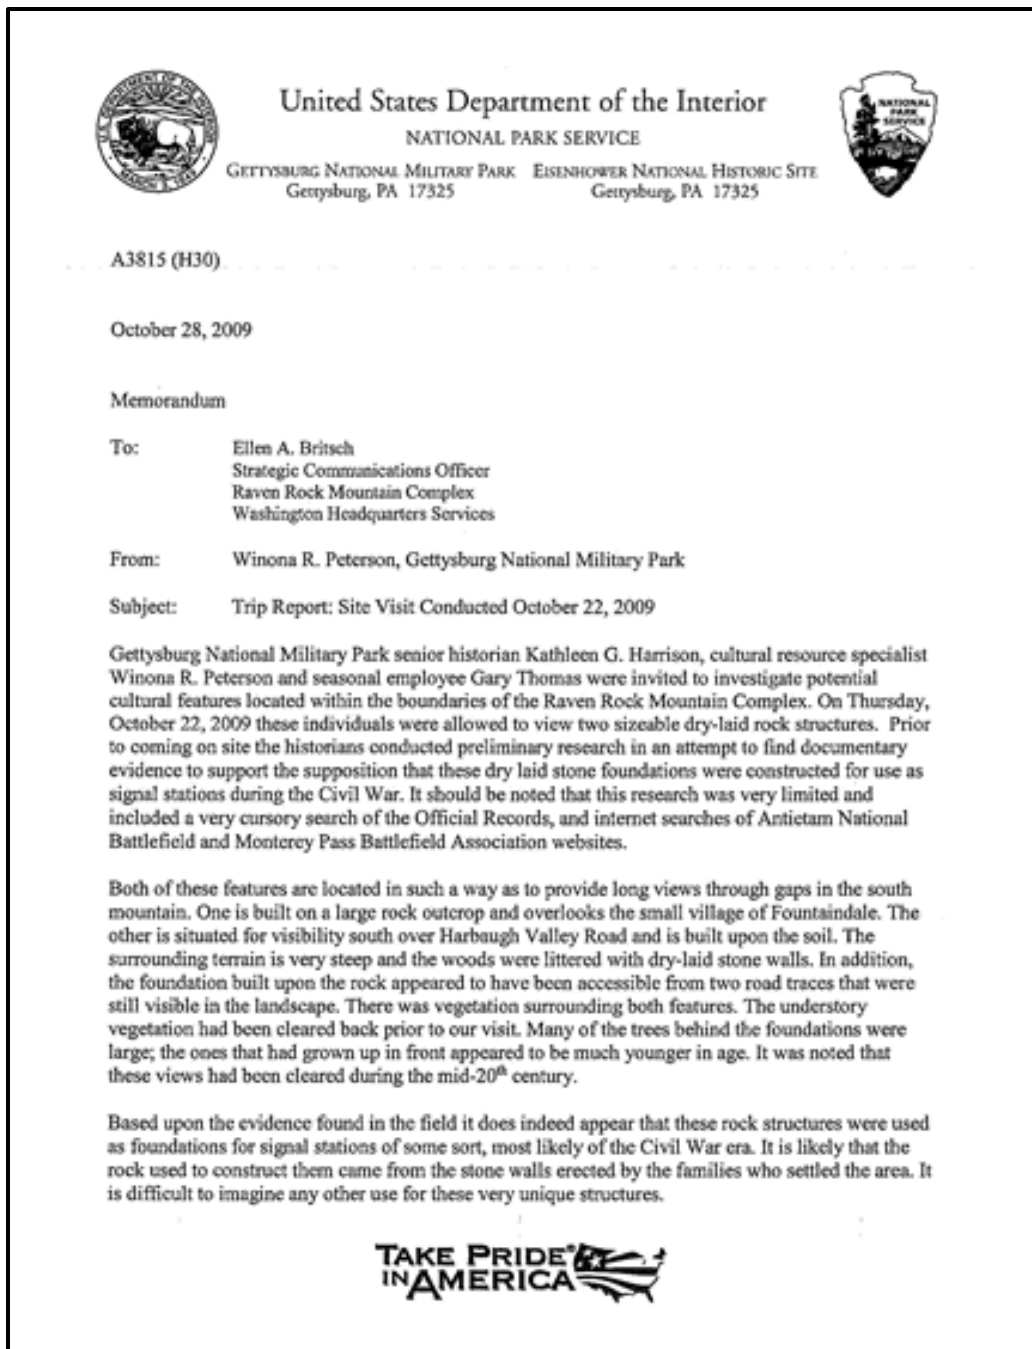 U.S. DEPARTMENT OF THE INTERIOR
MARCH 3, 1849
United States Department of the Interior
NATIONAL PARK SERVICE
GETTYSBURG NATIONAL MILITARY PARK EISENHOWER NATIONAL HISTORIC SITE
Gettysburg, PA 17325 Gettysburg, PA 17325
NATIONAL
PARK
SERVICE
A3815 (H30)
October 28, 2009
Memorandum
To: Ellen A. Britsch
Strategic Communications Officer
Raven Rock Mountain Complex
Washington Headquarters Services
From: Winona R. Peterson, Gettysburg National Military Park
Subject: Trip Report: Site Visit Conducted October 22, 2009
Gettysburg National Military Park senior historian Kathleen G. Harrison, cultural resource specialist
Winona R. Peterson and seasonal employee Gary Thomas were invited to investigate potential
cultural features located within the boundaries of the Raven Rock Mountain Complex. On Thursday,
October 22, 2009 these individuals were allowed to view two sizeable dry-laid rock structures. Prior
to coming on site the historians conducted preliminary research in an attempt to find documentary
evidence to support the supposition that these dry laid stone foundations were constructed for use as
signal stations during the Civil War. It should be noted that this research was very limited and
included a very cursory search of the Official Records, and internet searches of Antietam National
Battlefield and Monterey Pass Battlefield Association websites.
Both of these features are located in such a way as to provide long views through gaps in the south
mountain. One is built on a large rock outcrop and overlooks the small village of Fountaindale. The
other is situated for visibility south over Harbaugh Valley Road and is built upon the soil. The
surrounding terrain is very steep and the woods were littered with dry-laid stone walls. In addition,
the foundation built upon the rock appeared to have been accessible from two road traces that were
still visible in the landscape. There was vegetation surrounding both features. The understory
vegetation had been cleared back prior to our visit. Many of the trees behind the foundations were
large; the ones that had grown up in front appeared to be much younger in age. It was noted that
these views had been cleared during the mid-20th century.
Based upon the evidence found in the field it does indeed appear that these rock structures were used
as foundations for signal stations of some sort, most likely of the Civil War era. It is likely that the
rock used to construct them came from the stone walls erected by the families who settled the area. It
is difficult to imagine any other use for these very unique structures.
TAKE PRIDE®
IN AMERICA